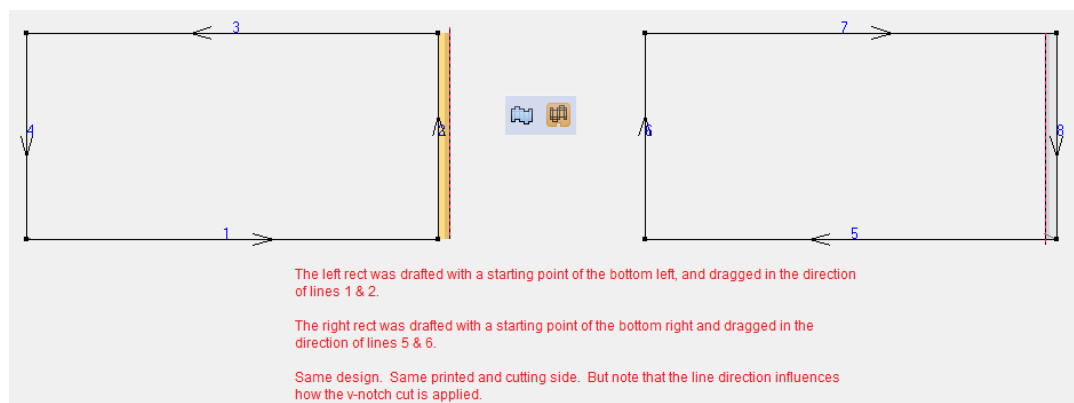 3
7
4
2
6
8
1
5
The left rect was drafted with a starting point of the bottom left, and dragged in the direction
of lines 1 & 2.
The right rect was drafted with a starting point of the bottom right and dragged in the
direction of lines 5 & 6.
Same design.  Same printed and cutting side.  But note that the line direction influences
how the v-notch cut is applied.